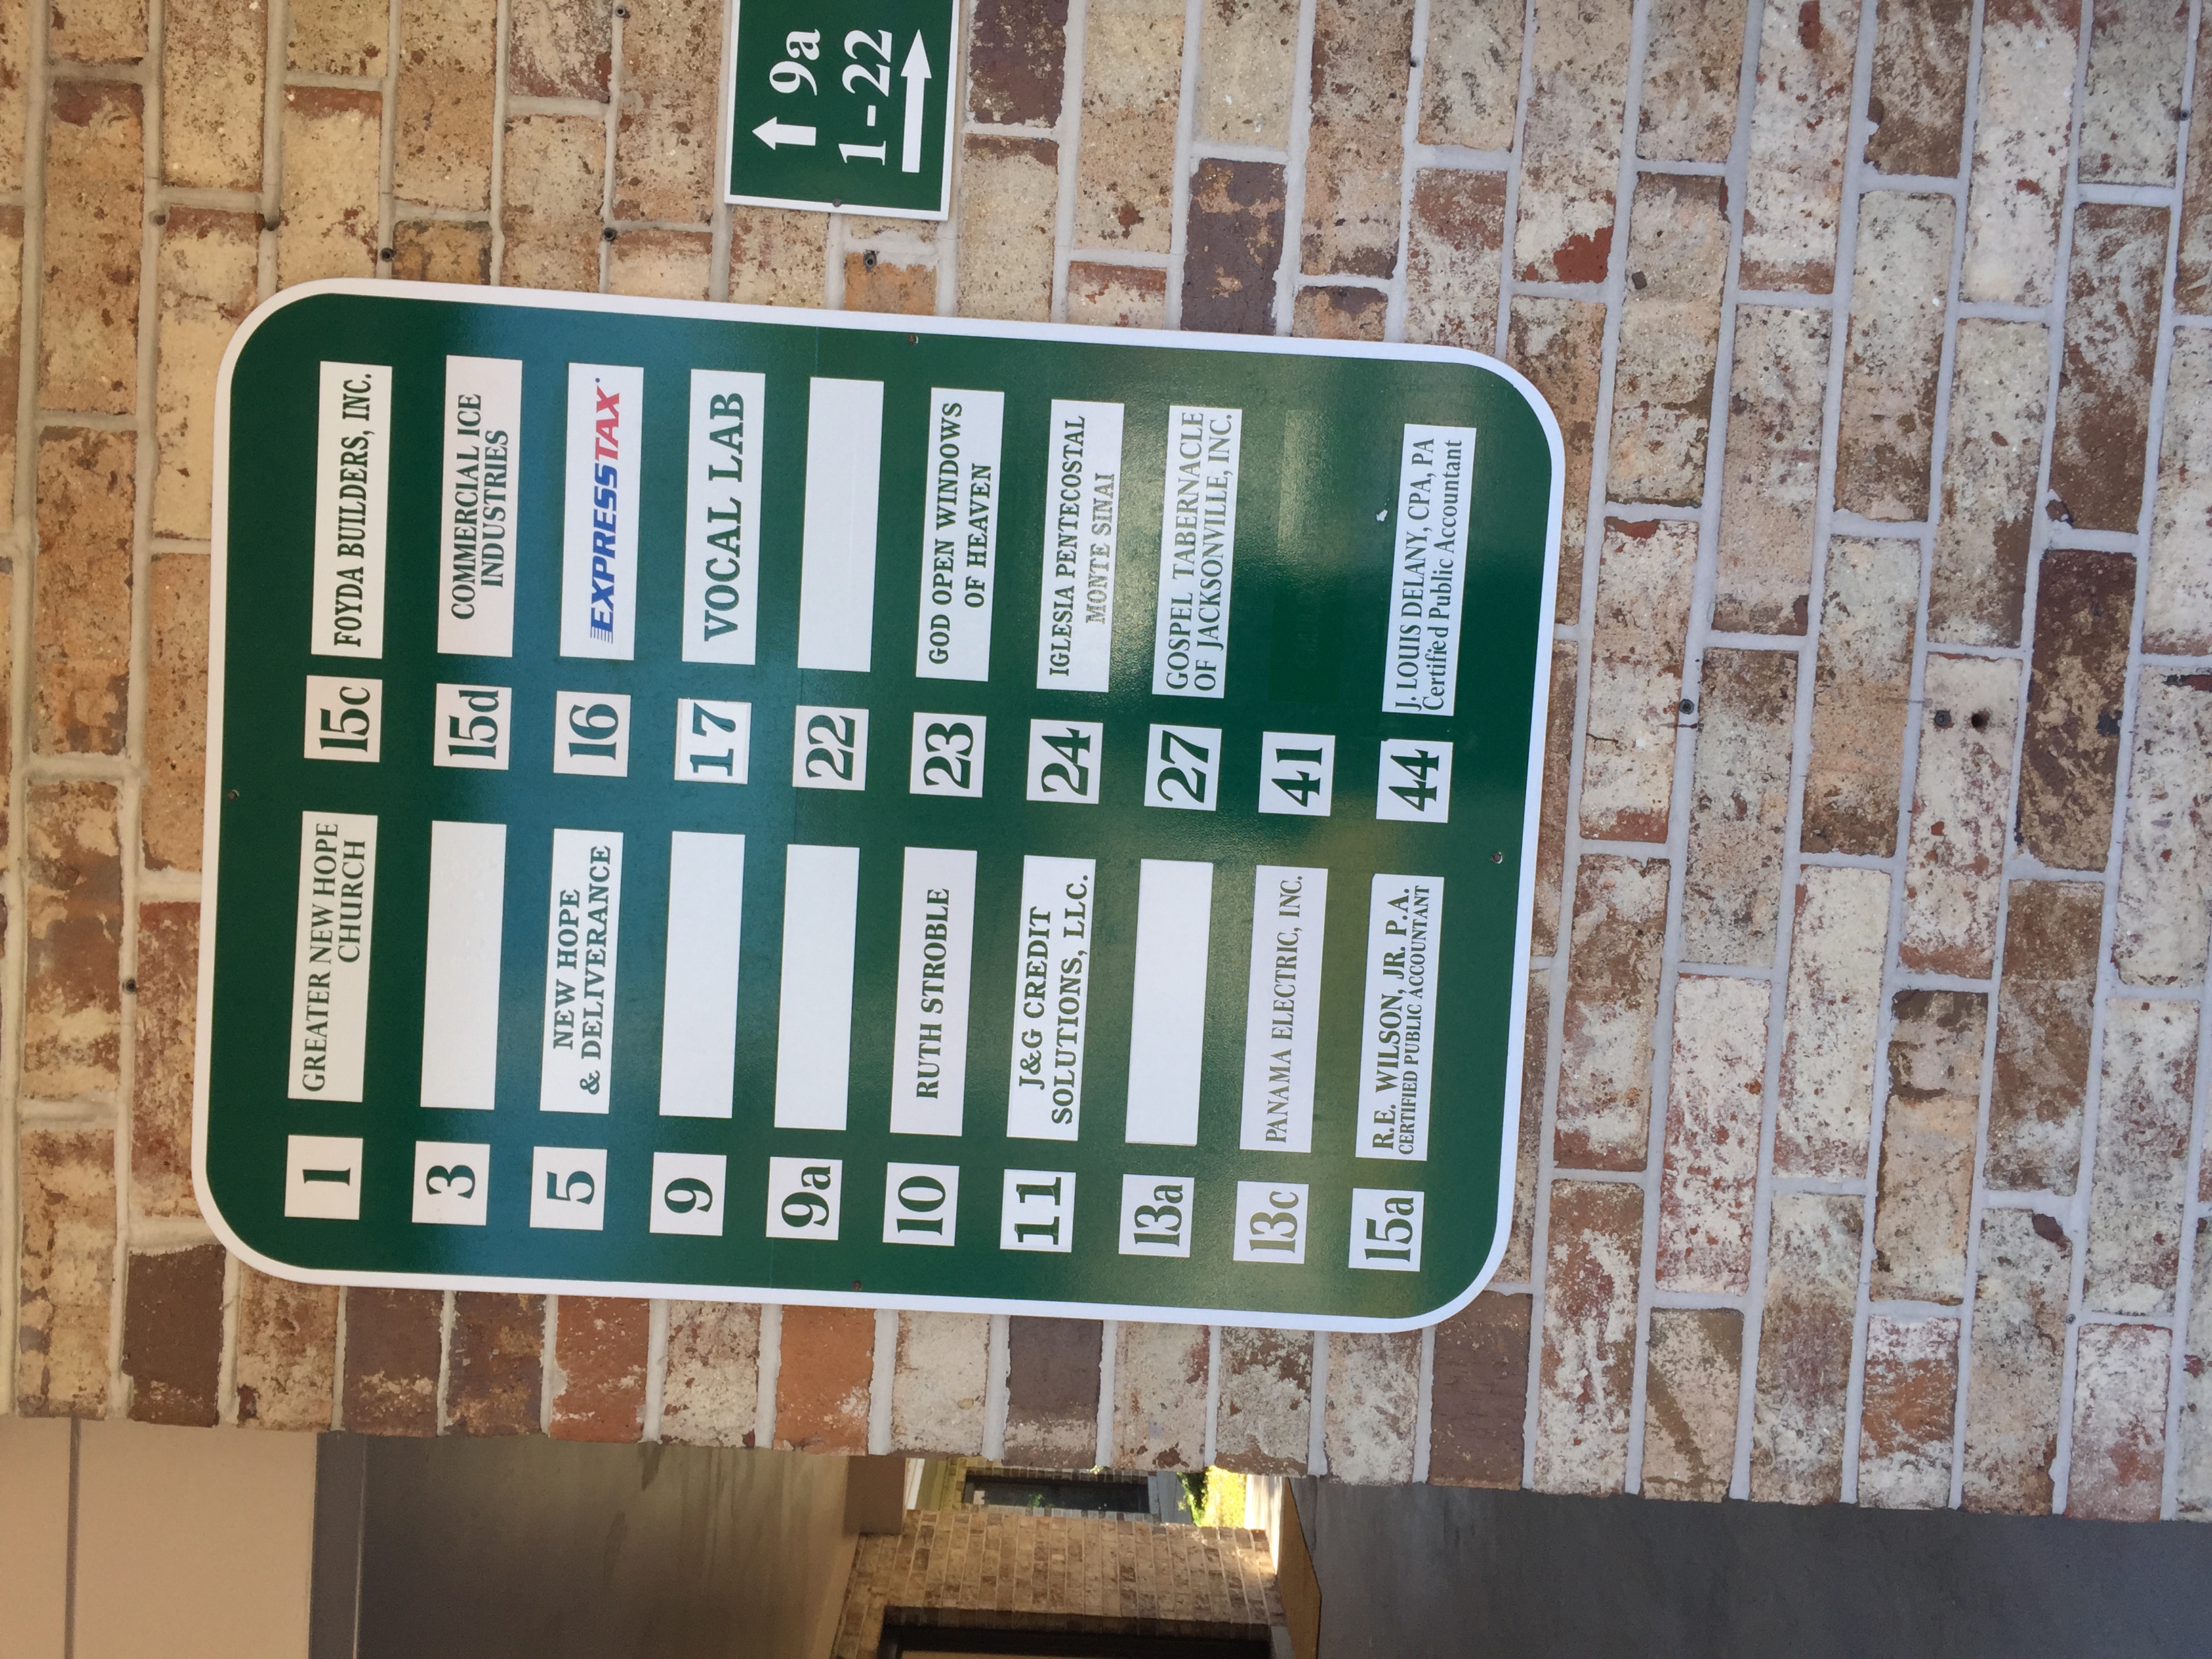 1
GREATER NEW HOPE
CHURCH
3
5
NEW HOPE
& DELIVERANCE
9
9a
10
RUTH STROBLE
11
J&G CREDIT
SOLUTIONS, LLC.
13a
13c
PANAMA ELECTRIC, INC.
15a
R.E. WILSON, JR. P.A.
CERTIFIED PUBLIC ACCOUNTANT
15c
FOYDA BUILDERS, INC.
15d
COMMERCIAL ICE
INDUSTRIES
16
EXPRESSTAX
17
VOCAL LAB
22
23
GOD OPEN WINDOWS
OF HEAVEN
24
IGLESIA PENTECOSTAL
MONTE SINAI
27
GOSPEL TABERNACLE
OF JACKSONVILLE, INC.
41
44
J. LOUIS DELANY, CPA, PA
Certified Public Accountant
↑ 9a
1-22
→